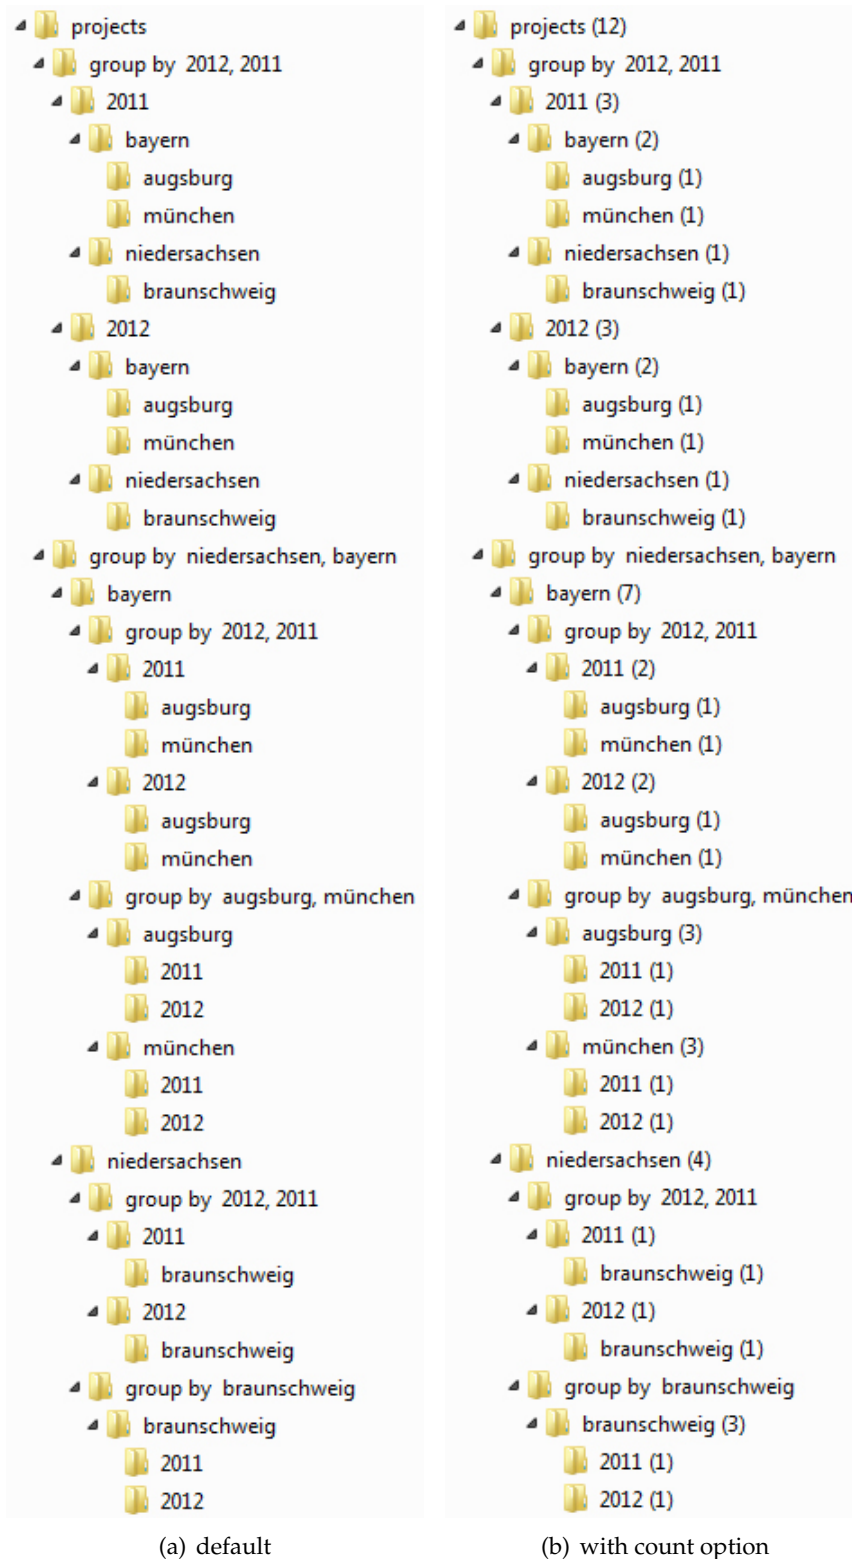 projects
group by 2012, 2011
2011
bayern
augsburg
münchen
niedersachsen
braunschweig
2012
bayern
augsburg
münchen
niedersachsen
braunschweig
group by niedersachsen, bayern
bayern
group by 2012, 2011
2011
augsburg
münchen
2012
augsburg
münchen
group by augsburg, münchen
augsburg
2011
2012
münchen
2011
2012
niedersachsen
group by 2012, 2011
2011
braunschweig
2012
braunschweig
group by braunschweig
braunschweig
2011
2012
(a) default
projects (12)
group by 2012, 2011
2011 (3)
bayern (2)
augsburg (1)
münchen (1)
niedersachsen (1)
braunschweig (1)
2012 (3)
bayern (2)
augsburg (1)
münchen (1)
niedersachsen (1)
braunschweig (1)
group by niedersachsen, bayern
bayern (7)
group by 2012, 2011
2011 (2)
augsburg (1)
münchen (1)
2012 (2)
augsburg (1)
münchen (1)
group by augsburg, münchen
augsburg (3)
2011 (1)
2012 (1)
münchen (3)
2011 (1)
2012 (1)
niedersachsen (4)
group by 2012, 2011
2011 (1)
braunschweig (1)
2012 (1)
braunschweig (1)
group by braunschweig
braunschweig (3)
2011 (1)
2012 (1)
(b) with count option